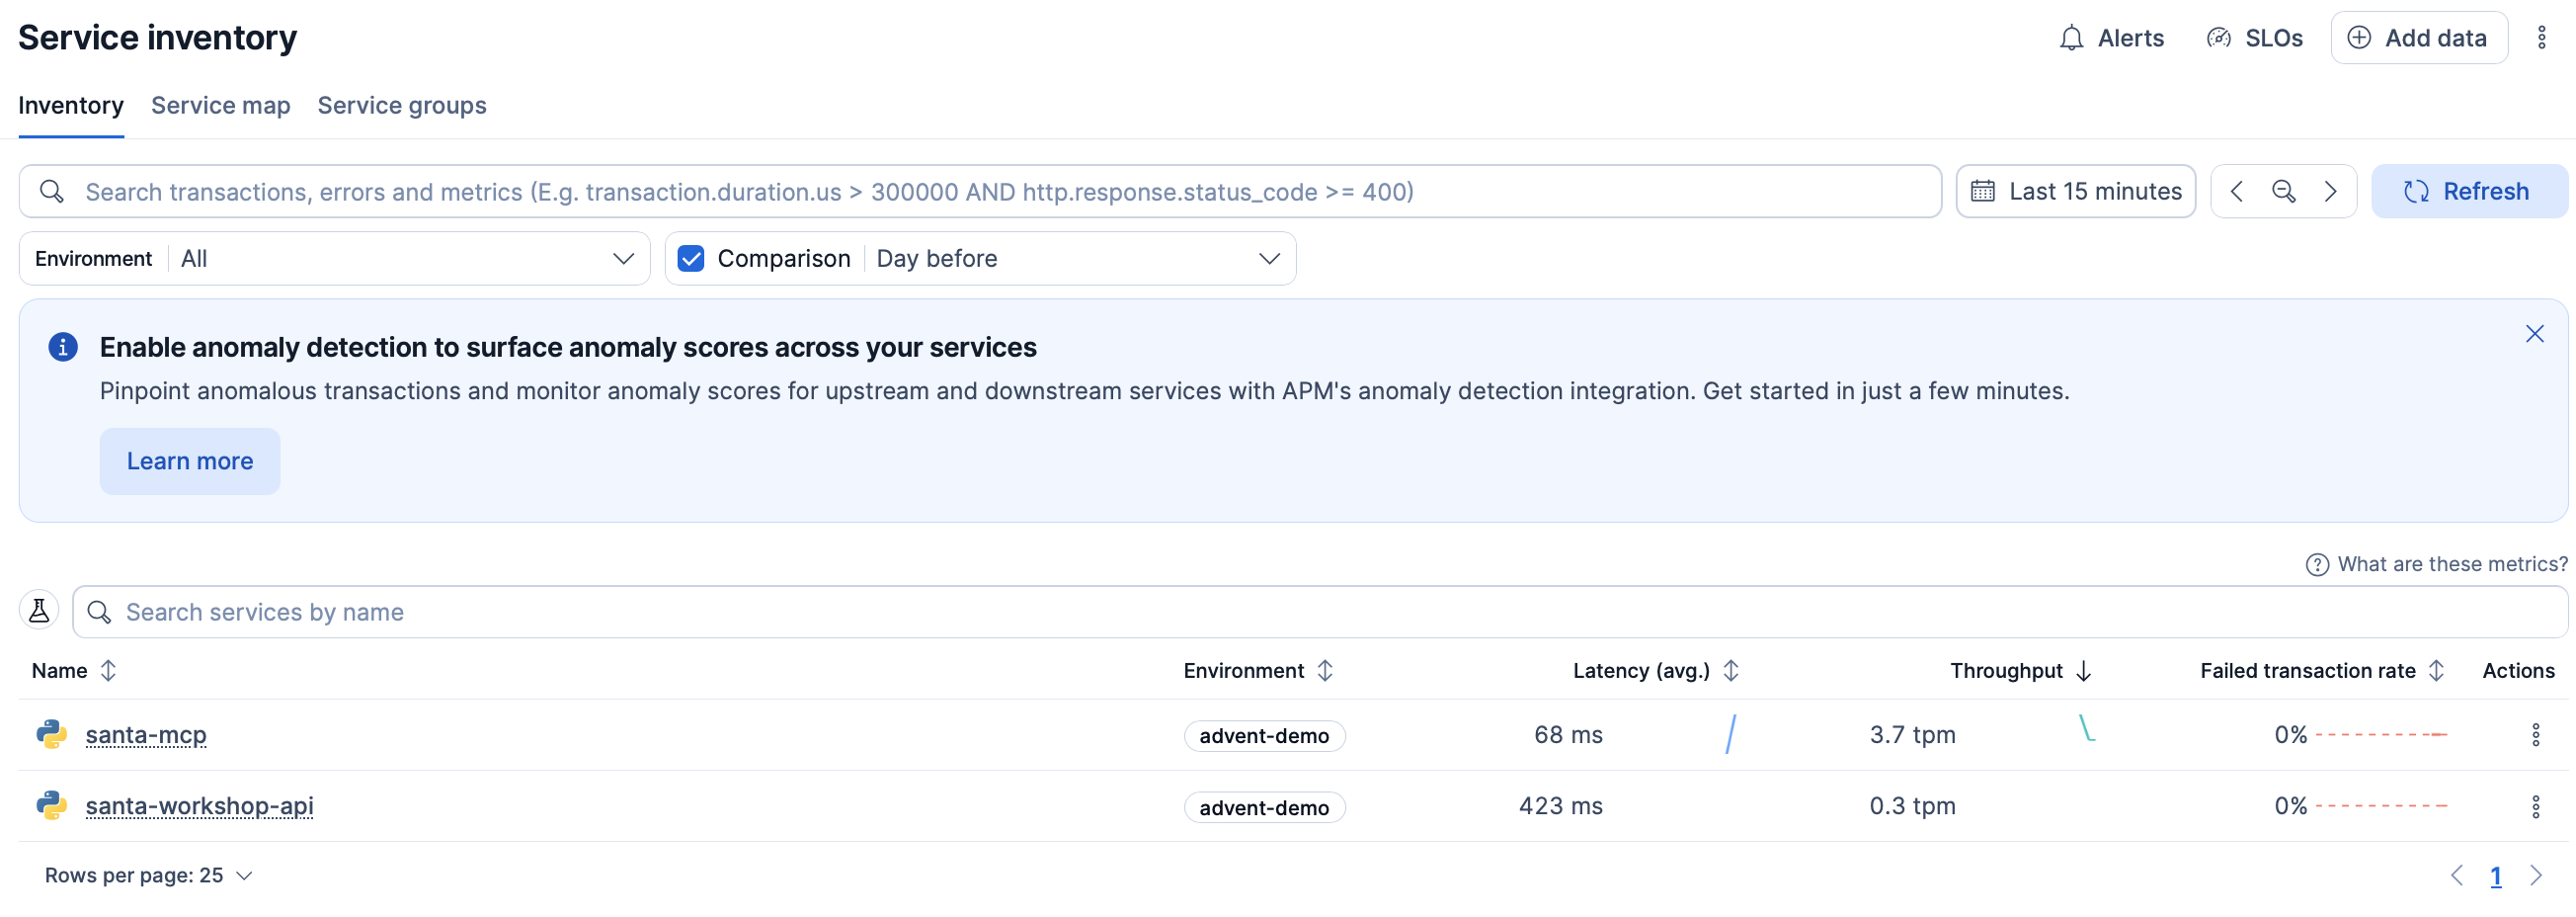 Service inventory
Alerts
SLOs
Add data
Inventory
Service map
Service groups
Search transactions, errors and metrics (E.g. transaction.duration.us > 300000 AND http.response.status_code >= 400)
Last 15 minutes
Refresh
Environment All
Comparison Day before
Enable anomaly detection to surface anomaly scores across your services
Pinpoint anomalous transactions and monitor anomaly scores for upstream and downstream services with APM's anomaly detection integration. Get started in just a few minutes.
Learn more
What are these metrics?
Search services by name
Name Environment Latency (avg.) Throughput Failed transaction rate Actions
santa-mcp advent-demo 68 ms 3.7 tpm 0%
santa-workshop-api advent-demo 423 ms 0.3 tpm 0%
Rows per page: 25
1